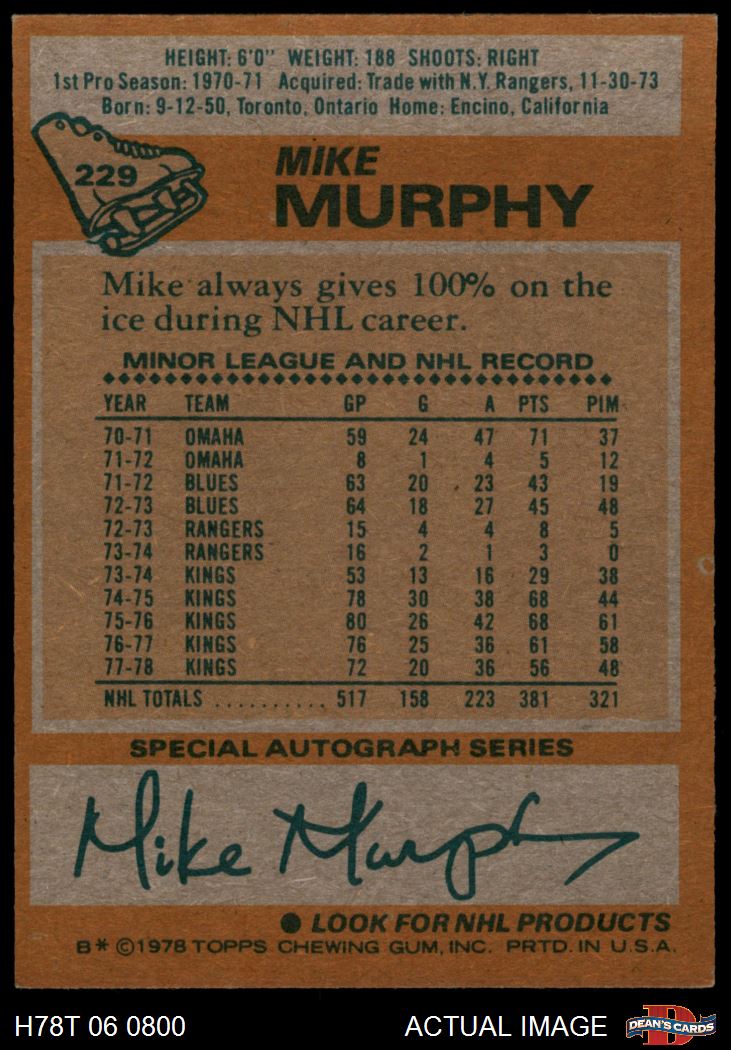 HEIGHT: 6'0" WEIGHT: 188 SHOOTS: RIGHT
1st Pro Season: 1970-71 Acquired: Trade with N.Y. Rangers, 11-30-73
Born: 9-12-50, Toronto, Ontario Home: Encino, California
229
MIKE
MURPHY
Mike always gives 100% on the
ice during NHL career.
MINOR LEAGUE AND NHL RECORD
YEAR TEAM GP G A PTS PIM
70-71 OMAHA 59 24 47 71 37
71-72 OMAHA 8 1 4 5 12
71-72 BLUES 63 20 23 43 19
72-73 BLUES 64 18 27 45 48
72-73 RANGERS 15 4 4 8 5
73-74 RANGERS 16 2 1 3 0
73-74 KINGS 53 13 16 29 38
74-75 KINGS 78 30 38 68 44
75-76 KINGS 80 26 42 68 61
76-77 KINGS 76 25 36 61 58
77-78 KINGS 72 20 36 56 48
NHL TOTALS .......... 517 158 223 381 321
SPECIAL AUTOGRAPH SERIES
Mike Murphy
● LOOK FOR NHL PRODUCTS
B* ©1978 TOPPS CHEWING GUM, INC. PRTD. IN U.S.A.
H78T 06 0800 ACTUAL IMAGE D DEAN'S CARDS